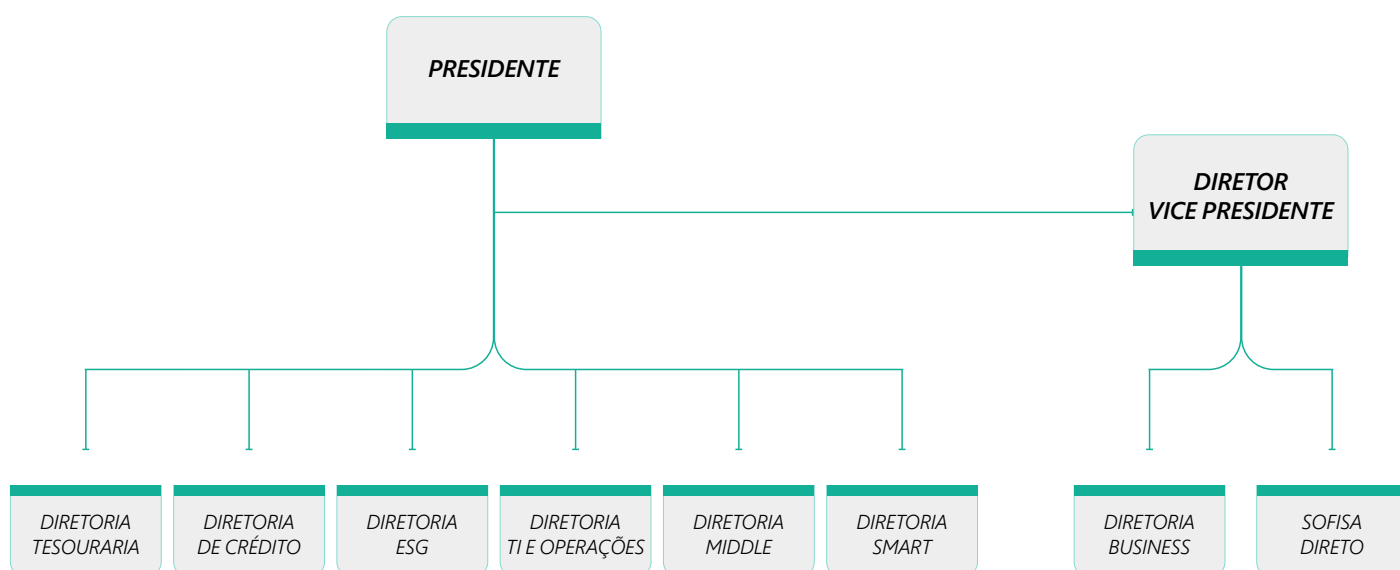 PRESIDENTE
DIRETOR
VICE PRESIDENTE
DIRETORIA
TESOURARIA
DIRETORIA
DE CRÉDITO
DIRETORIA
ESG
DIRETORIA
TI E OPERAÇÕES
DIRETORIA
MIDDLE
DIRETORIA
SMART
DIRETORIA
BUSINESS
SOFISA
DIRETO